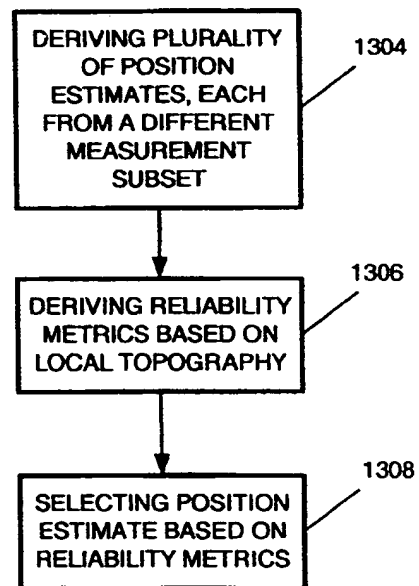 DERIVING PLURALITY
OF POSITION
ESTIMATES, EACH
FROM A DIFFERENT
MEASUREMENT
SUBSET
1304
DERIVING RELIABILITY
METRICS BASED ON
LOCAL TOPOGRAPHY
1306
SELECTING POSITION
ESTIMATE BASED ON
RELIABILITY METRICS
1308